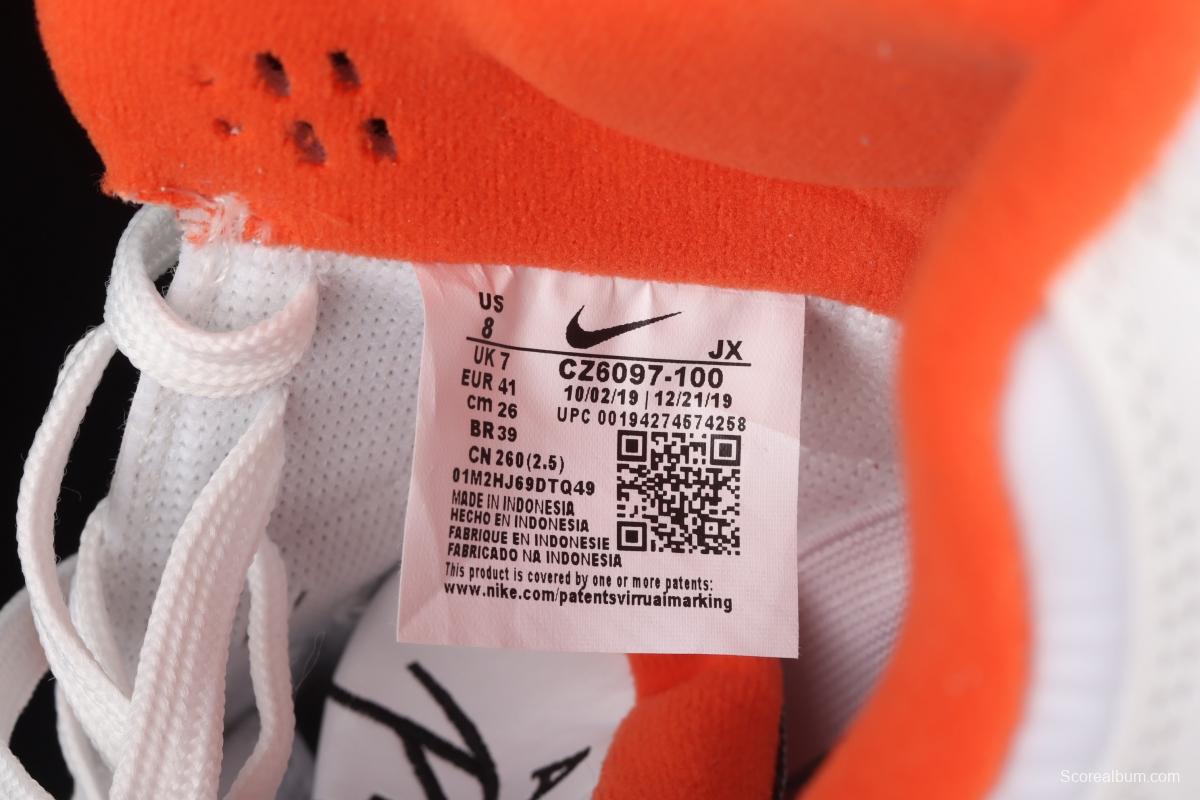 US
8
UK 7
EUR 41
cm 26
BR 39
CN 260(2.5)
JX
CZ6097-100
10/02/19 | 12/21/19
UPC 00194274574258
01M2HJ69DTQ49
MADE IN INDONESIA
HECHO EN INDONESIA
FABRIQUE EN INDONESIE
FABRICADO NA INDONESIA
This product is covered by one or more patents:
www.nike.com/patentsvirrualmarking
Scorealbum.com